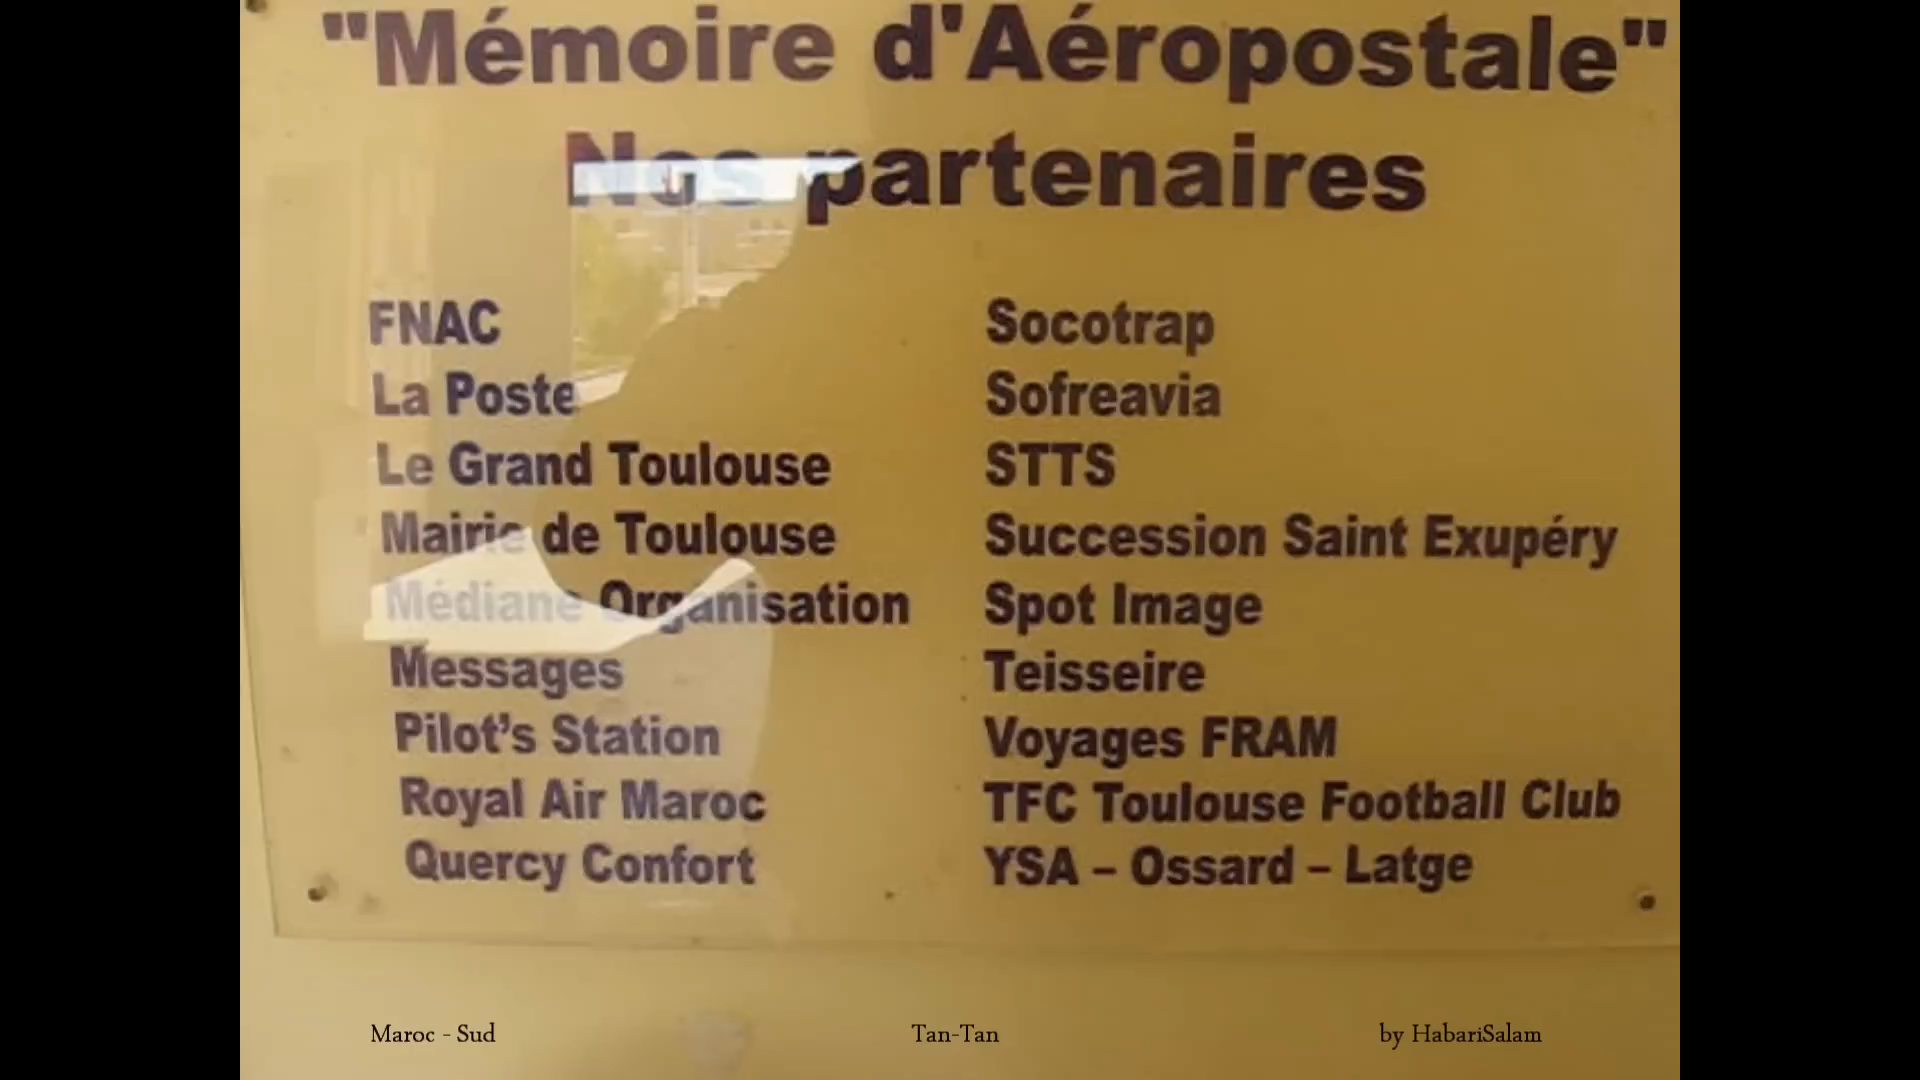 "Mémoire d'Aéropostale"
Nos partenaires
FNAC
La Poste
Le Grand Toulouse
Mairie de Toulouse
Médiane Organisation
Messages
Pilot’s Station
Royal Air Maroc
Quercy Confort
Socotrap
Sofreavia
STTS
Succession Saint Exupéry
Spot Image
Teisseire
Voyages FRAM
TFC Toulouse Football Club
YSA – Ossard – Latge
Maroc - Sud
Tan-Tan
by HabariSalam